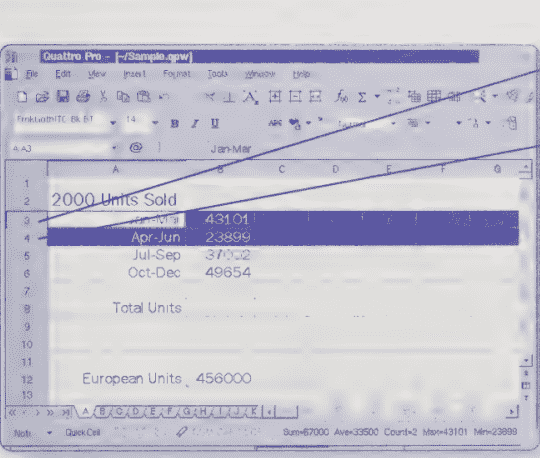 Quattro Pro - [~/Sample.qpw]
File Edit View Insert Format Tools Window Help
14 B I U
A:A3 @ Jan-Mar
A B C D E F G
1
2 2000 Units Sold
3 43101
4 Apr-Jun 23899
5 Jul-Sep
6 Oct-Dec 49654
7
8 Total Units
9
10
11
12 European Units 456000
13
A B C D E F G H I J K
QuickCell Sum=67000 Ave=33500 Count=2 Max=43101 Min=23899